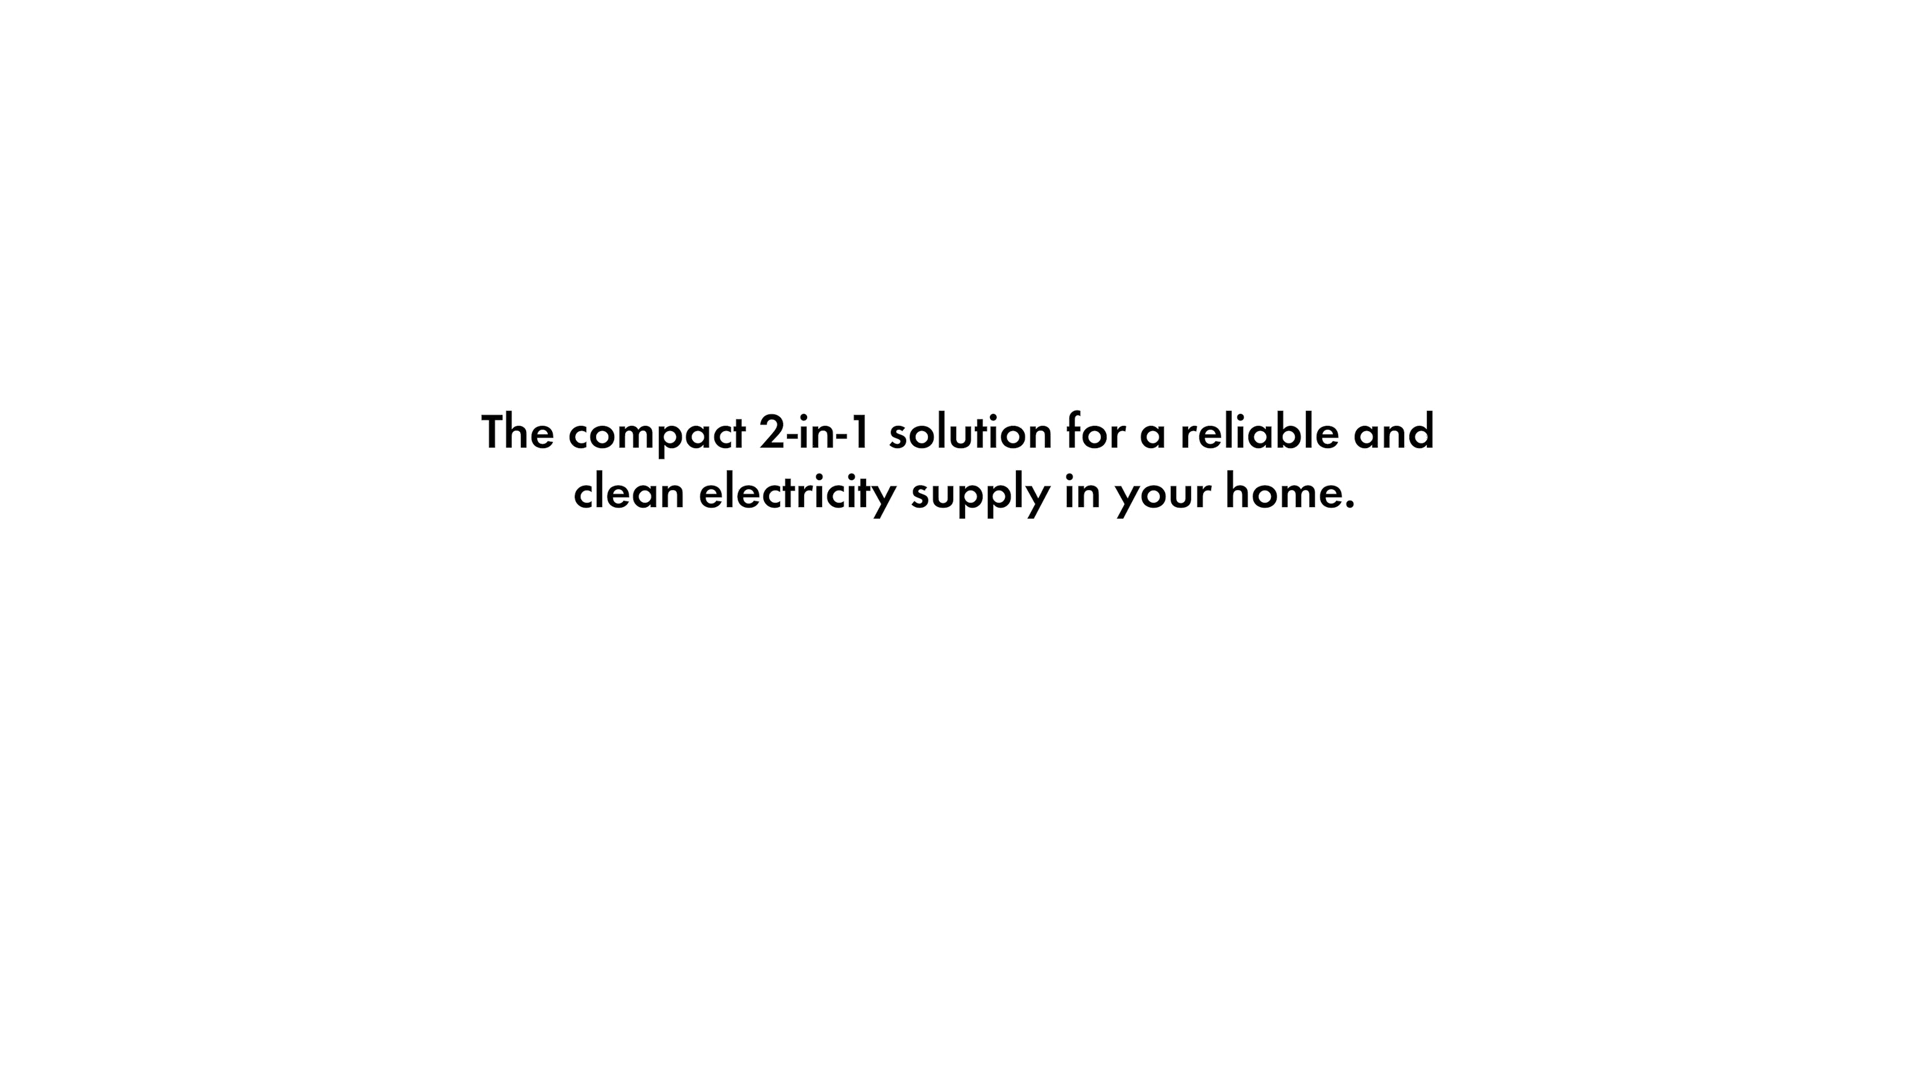 The compact 2-in-1 solution for a reliable and
clean electricity supply in your home.